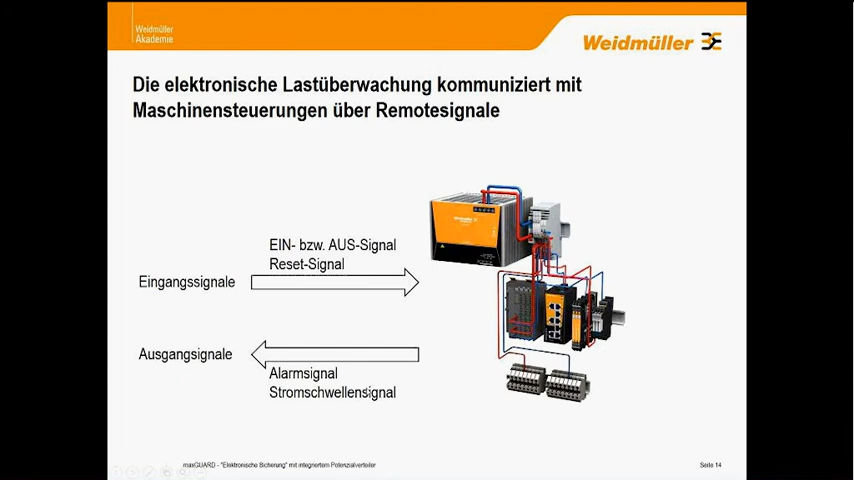 Weidmüller
Akademie
Weidmüller
Die elektronische Lastüberwachung kommuniziert mit
Maschinensteuerungen über Remotesignale
EIN- bzw. AUS-Signal
Reset-Signal
Eingangssignale
Ausgangsignale
Alarmsignal
Stromschwellensignal
Weidmüller
maxGUARD - "Elektronische Sicherung" mit integriertem Potenzialverteiler
Seite 14